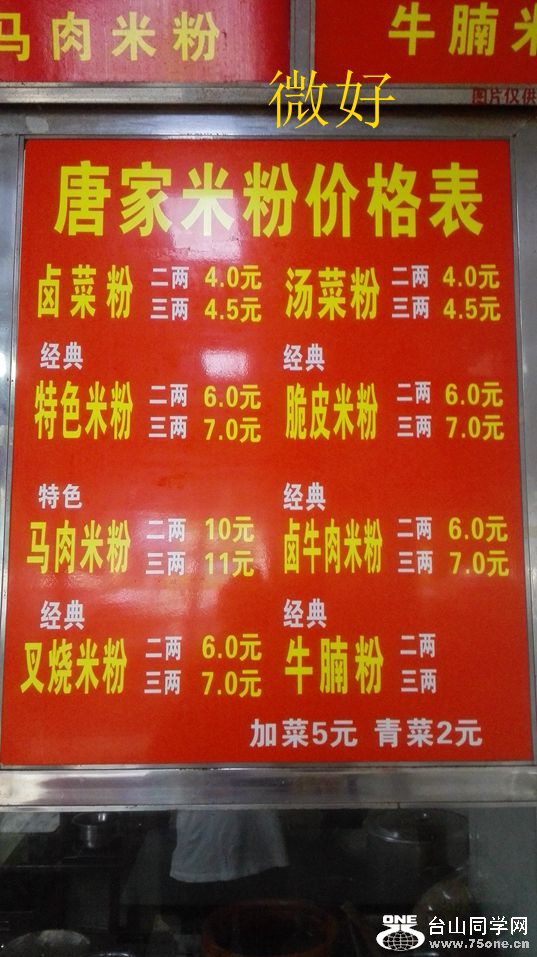 马肉米粉
牛腩米
图片仅供
微好
唐家米粉价格表
卤菜粉 二两 4.0元
三两 4.5元
汤菜粉 二两 4.0元
三两 4.5元
经典
特色米粉 二两 6.0元
三两 7.0元
经典
脆皮米粉 二两 6.0元
三两 7.0元
特色
马肉米粉 二两 10元
三两 11元
经典
卤牛肉米粉 二两 6.0元
三两 7.0元
经典
叉烧米粉 二两 6.0元
三两 7.0元
经典
牛腩粉 二两
三两
加菜5元 青菜2元
ONE
台山同学网
www.75one.cn